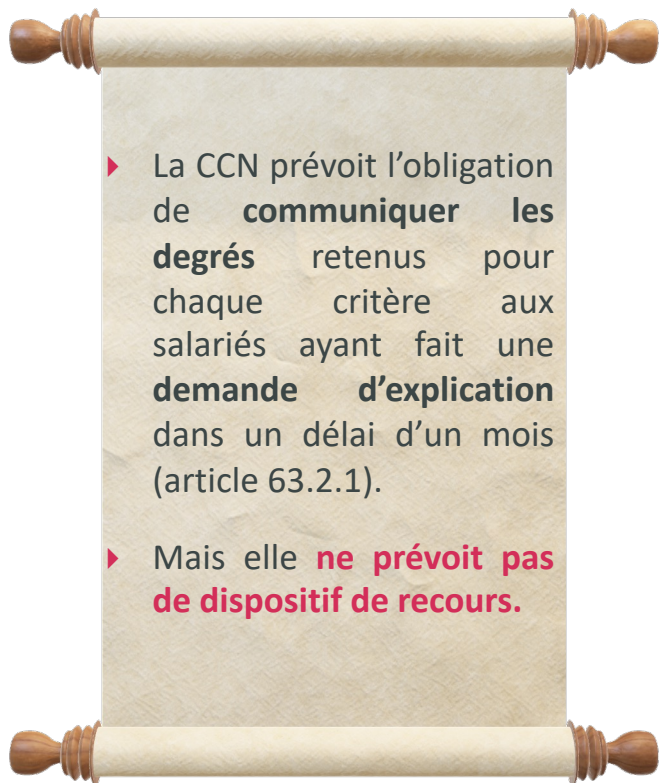 La CCN prévoit l’obligation
de communiquer les
degrés retenus pour
chaque critère aux
salariés ayant fait une
demande d’explication
dans un délai d’un mois
(article 63.2.1).
Mais elle ne prévoit pas
de dispositif de recours.